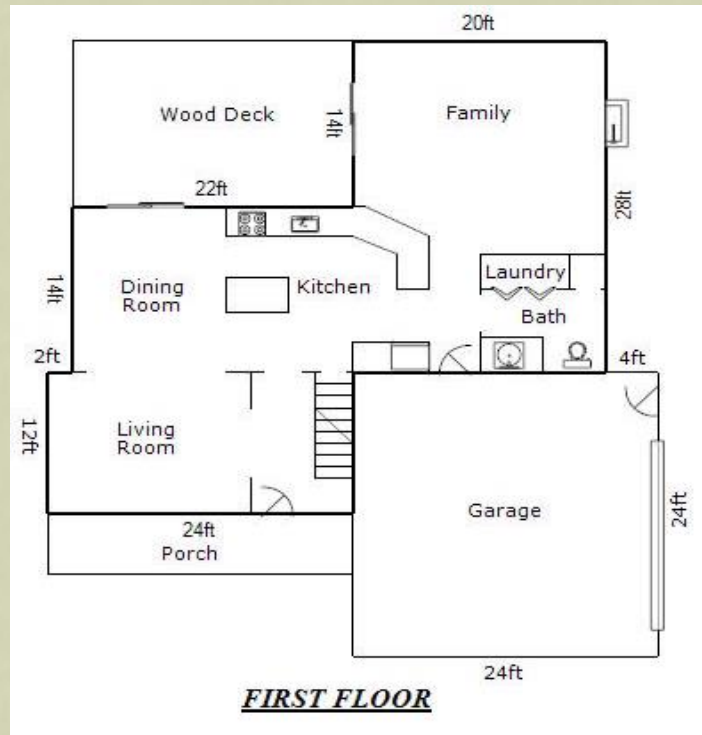 20ft
Wood Deck
Family
14ft
22ft
28ft
14ft
Dining
Room
Kitchen
Laundry
Bath
2ft
4ft
12ft
Living
Room
Garage
24ft
24ft
Porch
24ft
FIRST FLOOR